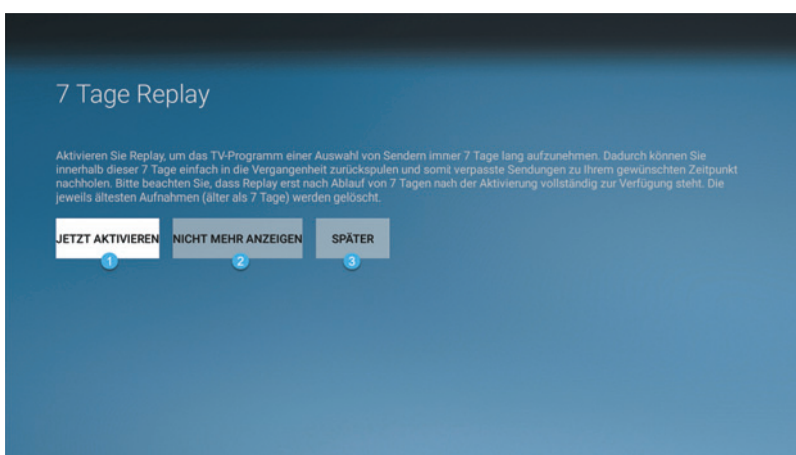 7 Tage Replay
Aktivieren Sie Replay, um das TV-Programm einer Auswahl von Sendern immer 7 Tage lang aufzunehmen. Dadurch können Sie
innerhalb dieser 7 Tage einfach in die Vergangenheit zurückspulen und somit verpasste Sendungen zu Ihrem gewünschten Zeitpunkt
nachholen. Bitte beachten Sie, dass Replay erst nach Ablauf von 7 Tagen nach der Aktivierung vollständig zur Verfügung steht. Die
jeweils ältesten Aufnahmen (älter als 7 Tage) werden gelöscht.
JETZT AKTIVIEREN NICHT MEHR ANZEIGEN SPÄTER
1 2 3